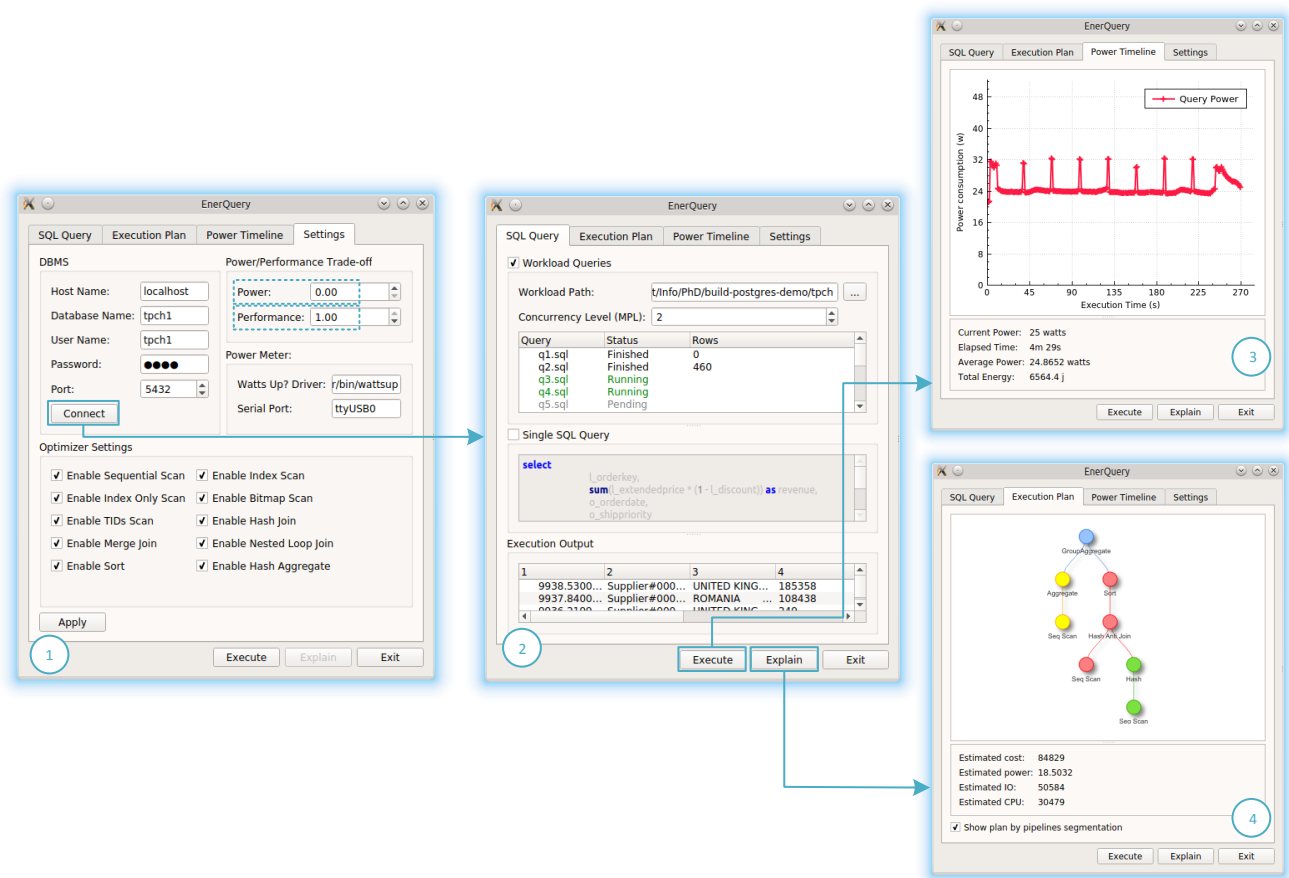 EnerQuery
SQL Query Execution Plan Power Timeline Settings
DBMS
Host Name: localhost
Database Name: tpch1
User Name: tpch1
Password: ●●●●
Port: 5432
Connect
Power/Performance Trade-off
Power: 0.00
Performance: 1.00
Power Meter:
Watts Up? Driver: r/bin/wattsup
Serial Port: ttyUSB0
Optimizer Settings
Enable Sequential Scan Enable Index Scan
Enable Index Only Scan Enable Bitmap Scan
Enable TIDs Scan Enable Hash Join
Enable Merge Join Enable Nested Loop Join
Enable Sort Enable Hash Aggregate
Apply
1
Execute Explain Exit
EnerQuery
SQL Query Execution Plan Power Timeline Settings
Workload Queries
Workload Path: t/Info/PhD/build-postgres-demo/tpch ...
Concurrency Level (MPL): 2
Query Status Rows
q1.sql Finished 0
q2.sql Finished 460
q3.sql Running
q4.sql Running
q5.sql Pending
Single SQL Query
select
l_orderkey,
sum(l_extendedprice * (1 - l_discount)) as revenue,
o_orderdate,
o_shippriority
Execution Output
1 2 3 4
9938.5300... Supplier#000... UNITED KING... 185358
9937.8400... Supplier#000... ROMANIA ... 108438
9936.2199 Supplier#000 UNITED KING 249
2
Execute Explain Exit
EnerQuery
SQL Query Execution Plan Power Timeline Settings
Query Power
Power consumption (w)
48
40
32
24
16
8
0
0 45 90 135 180 225 270
Execution Time (s)
Current Power: 25 watts
Elapsed Time: 4m 29s
Average Power: 24.8652 watts
Total Energy: 6564.4 j
3
Execute Explain Exit
EnerQuery
SQL Query Execution Plan Power Timeline Settings
GroupAggregate
Aggregate Sort
Seq Scan Hash Anti Join
Seq Scan Hash
Seq Scan
Estimated cost: 84829
Estimated power: 18.5032
Estimated IO: 50584
Estimated CPU: 30479
4
Show plan by pipelines segmentation
Execute Explain Exit